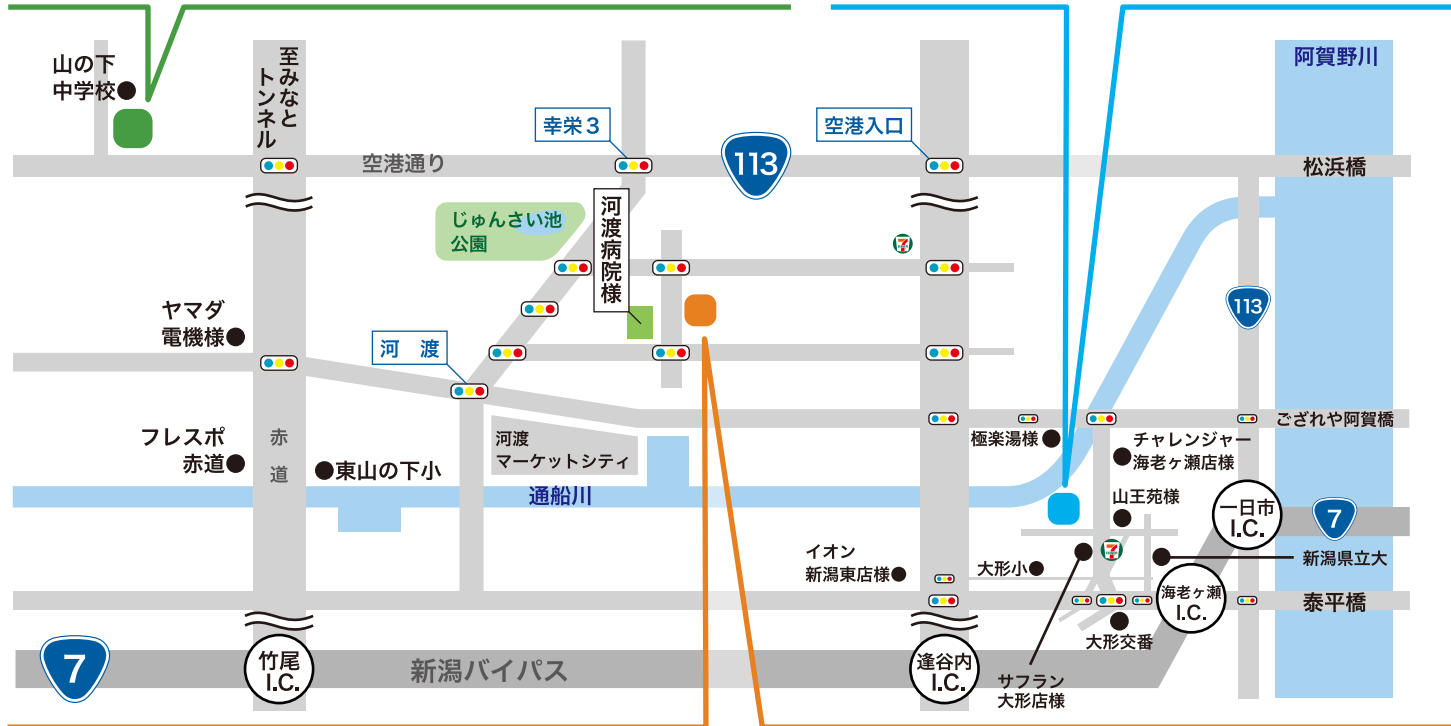 山の下
中学校
至みなと
トンネル
阿賀野川
幸栄3
空港入口
空港通り
113
松浜橋
じゅんさい池
公園
河渡病院様
7
ヤマダ
電機様
113
河 渡
フレスポ
赤道
赤道
東山の下小
河渡
マーケットシティ
通船川
極楽湯様
チャレンジャー
海老ヶ瀬店様
ござれや阿賀橋
山王苑様
一日市
I.C.
7
イオン
新潟東店様
大形小
7
新潟県立大
海老ヶ瀬
I.C.
泰平橋
大形交番
7
竹尾
I.C.
新潟バイパス
逢谷内
I.C.
サフラン
大形店様